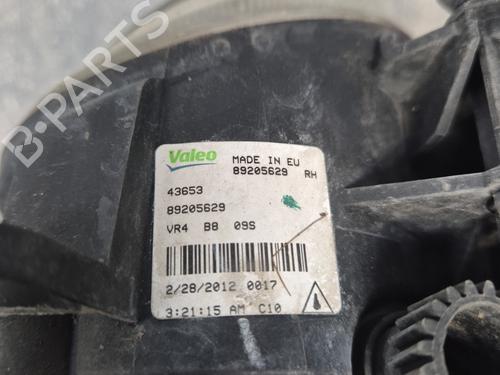 B-PARTS
Valeo MADE IN EU
89205629 RH
43653
89205629
VR4 B8 09S
2/28/2012 0017
3:21:15 AM C10